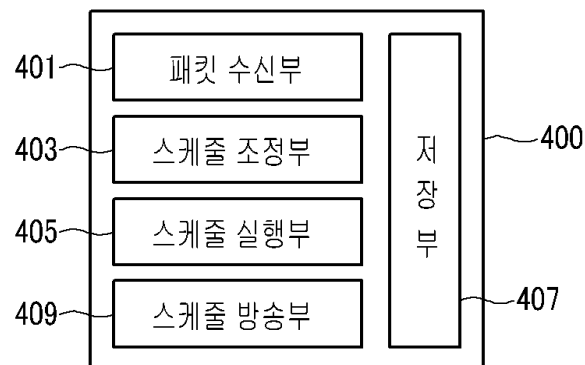 401 패킷 수신부
403 스케줄 조정부
405 스케줄 실행부
409 스케줄 방송부
저장부
400
407